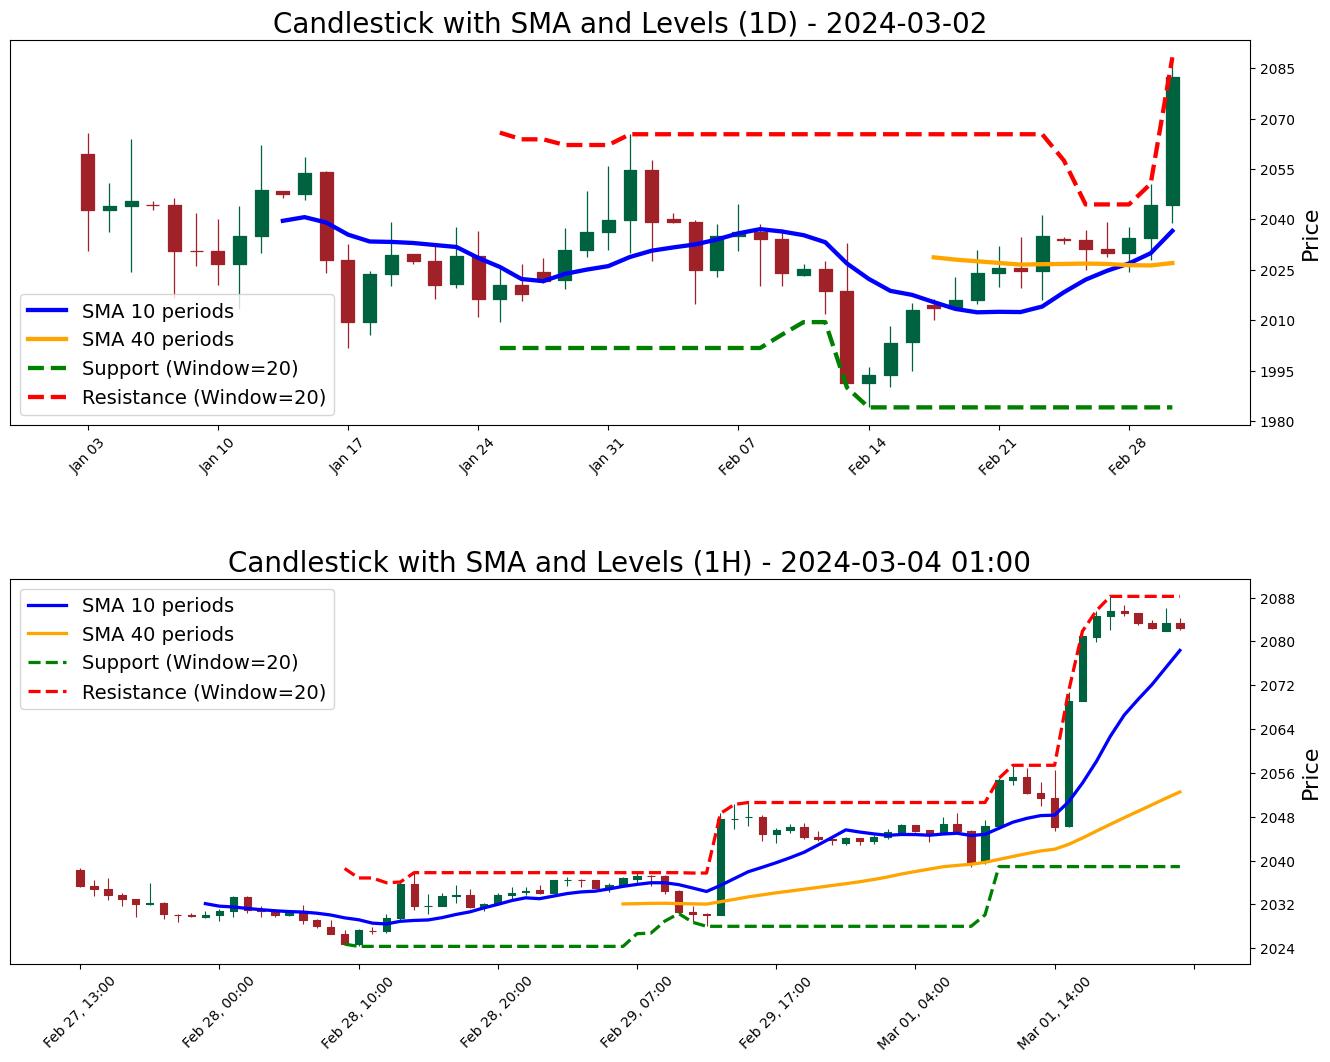 Candlestick with SMA and Levels (1D) - 2024-03-02
2085
2070
2055
2040
2025
2010
1995
1980
Price
SMA 10 periods
SMA 40 periods
Support (Window=20)
Resistance (Window=20)
Jan 03
Jan 10
Jan 17
Jan 24
Jan 31
Feb 07
Feb 14
Feb 21
Feb 28
Candlestick with SMA and Levels (1H) - 2024-03-04 01:00
SMA 10 periods
SMA 40 periods
Support (Window=20)
Resistance (Window=20)
2088
2080
2072
2064
2056
2048
2040
2032
2024
Price
Feb 27, 13:00
Feb 28, 00:00
Feb 28, 10:00
Feb 28, 20:00
Feb 29, 07:00
Feb 29, 17:00
Mar 01, 04:00
Mar 01, 14:00